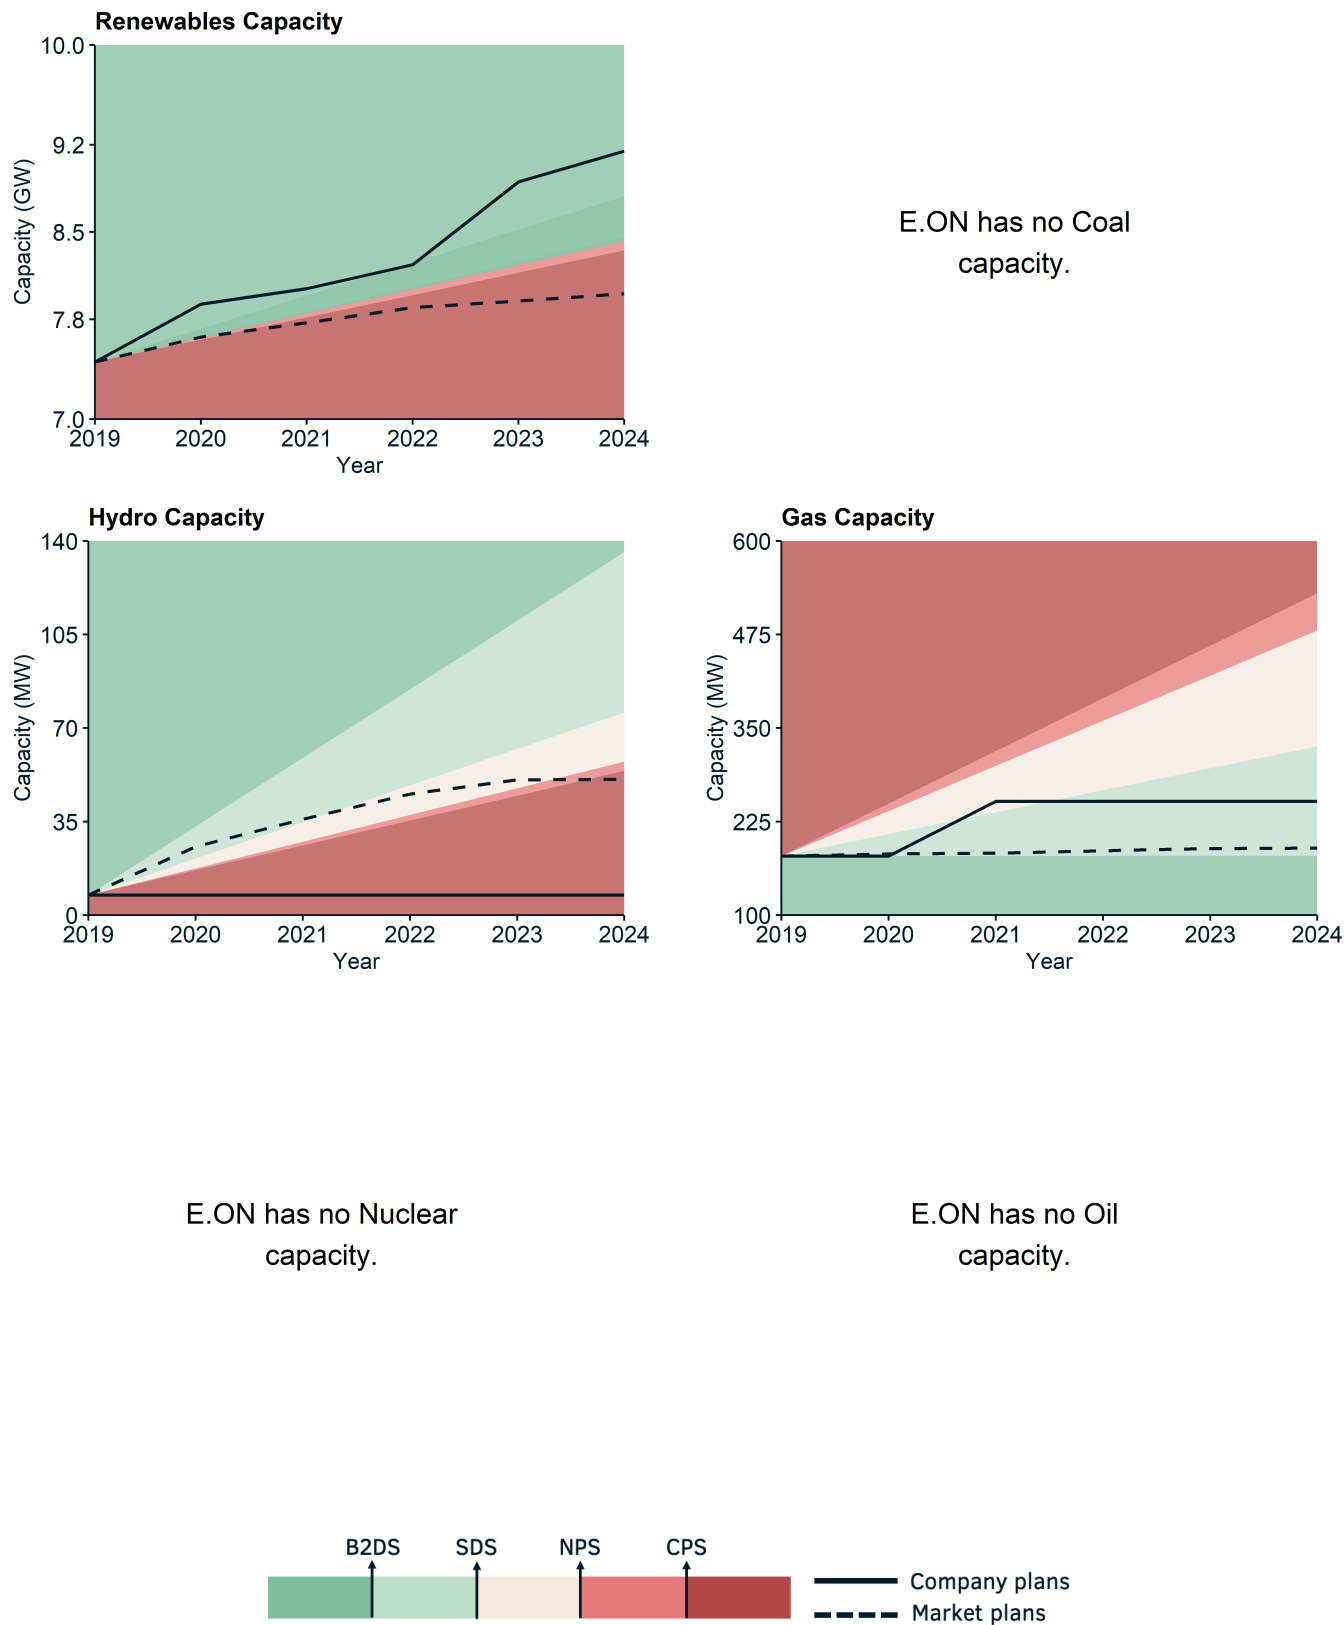 Renewables Capacity
10.0
9.2
8.5
7.8
7.0
Capacity (GW)
2019 2020 2021 2022 2023 2024
Year
E.ON has no Coal
capacity.
Hydro Capacity
140
105
70
35
0
Capacity (MW)
2019 2020 2021 2022 2023 2024
Year
Gas Capacity
600
475
350
225
100
Capacity (MW)
2019 2020 2021 2022 2023 2024
Year
E.ON has no Nuclear
capacity.
E.ON has no Oil
capacity.
B2DS SDS NPS CPS
Company plans
Market plans